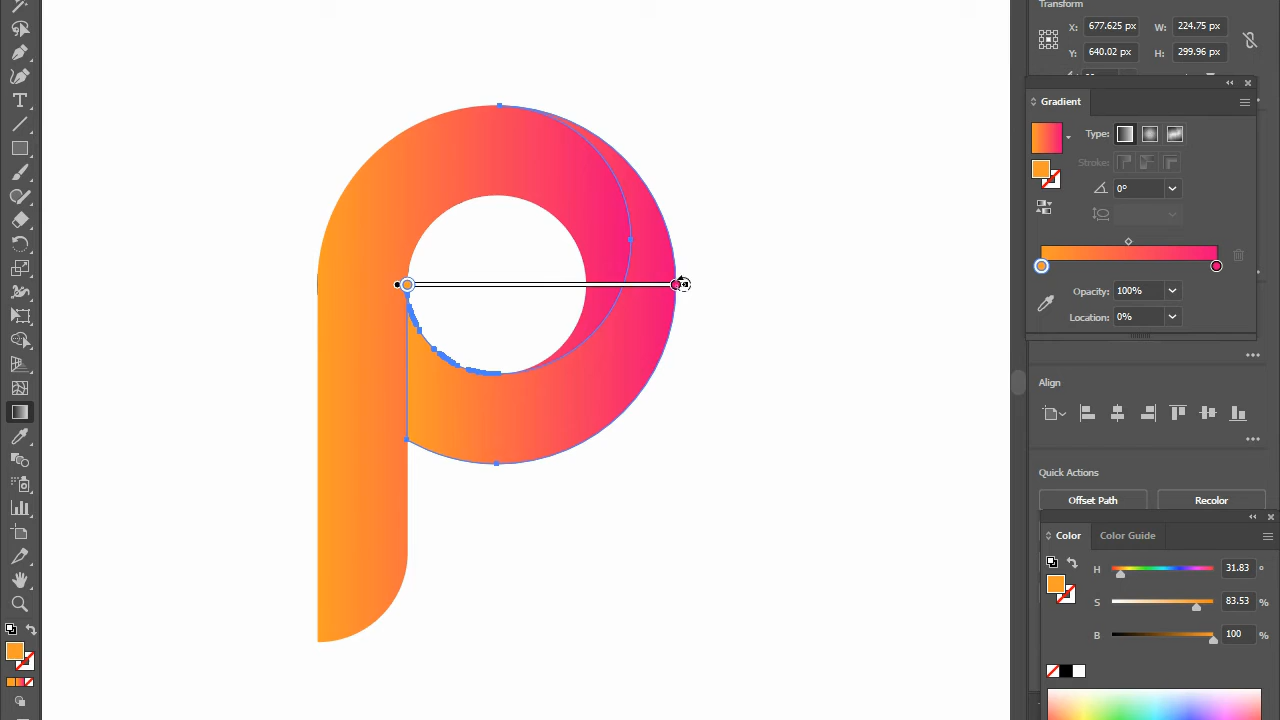 Transform
X: 677.625 px W: 224.75 px
Y: 640.02 px H: 299.96 px
Gradient
Type:
Stroke:
0°
Opacity: 100%
Location: 0%
Align
Quick Actions
Offset Path Recolor
Color Color Guide
H 31.83 °
S 83.53 %
B 100 %